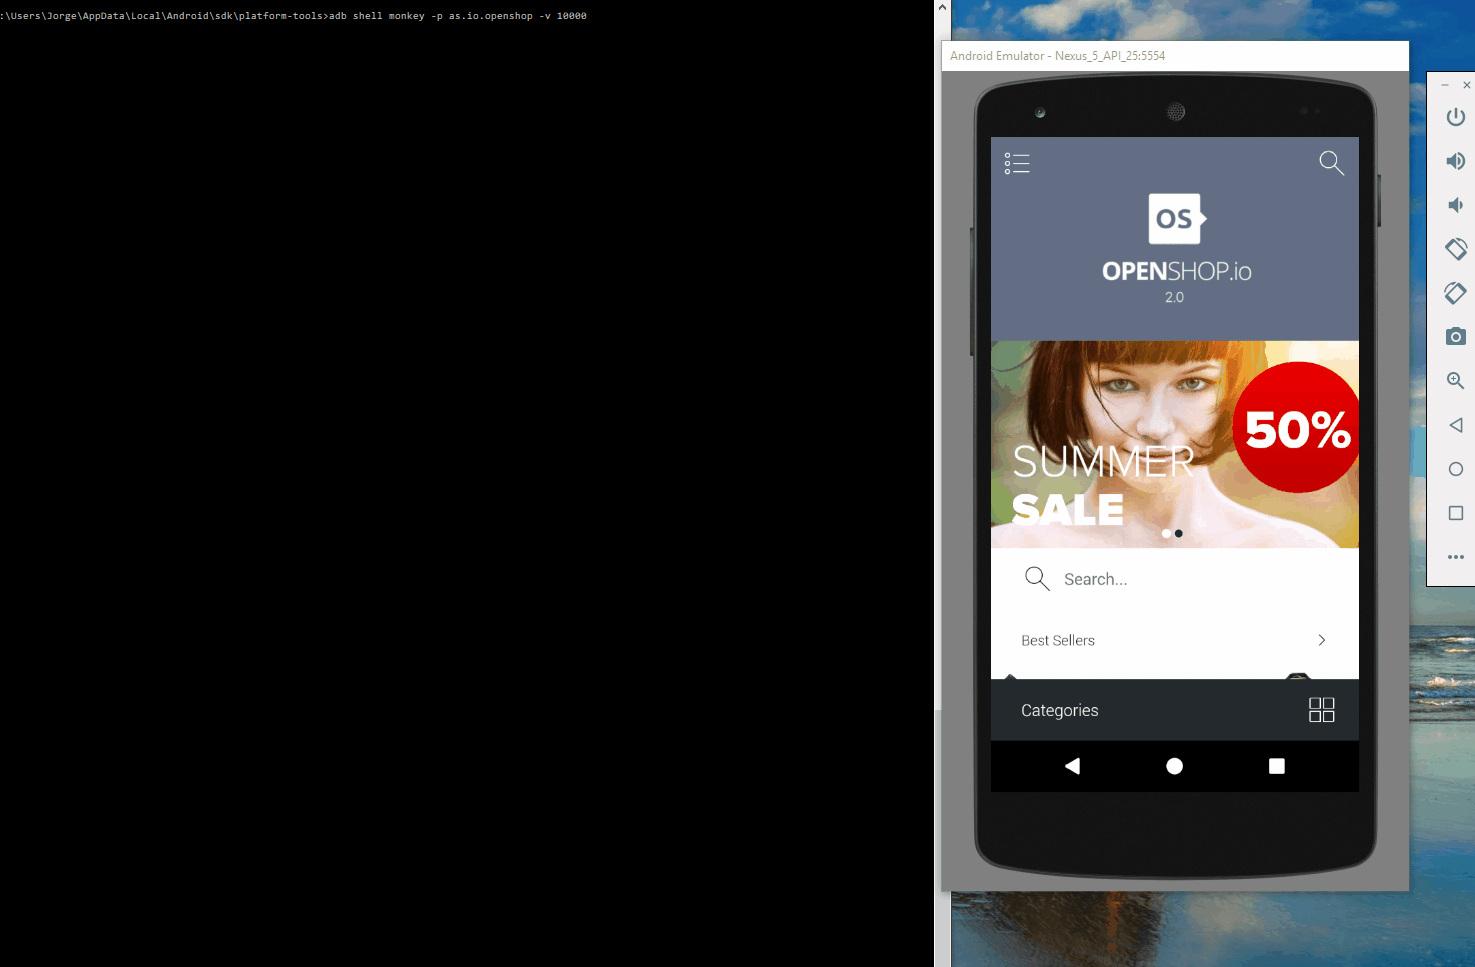 :\Users\Jorge\AppData\Local\Android\sdk\platform-tools>adb shell monkey -p as.io.openshop -v 10000
Android Emulator - Nexus_5_API_25:5554
OS
OPENSHOP.io
2.0
50%
SUMMER
SALE
Search...
Best Sellers
Categories